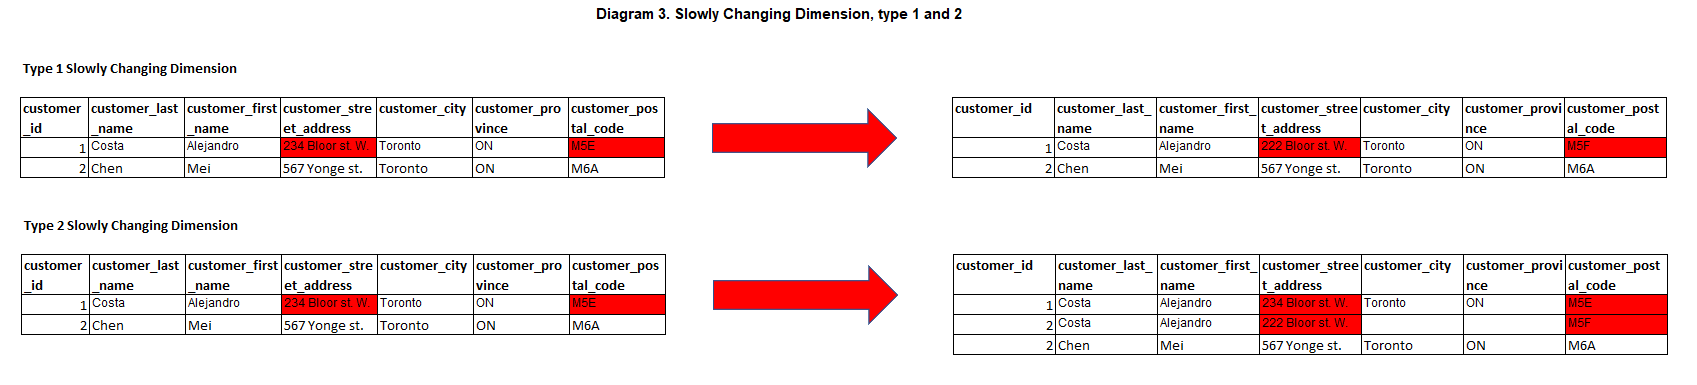 Diagram 3. Slowly Changing Dimension, type 1 and 2
Type 1 Slowly Changing Dimension
customer_id customer_last_name customer_first_name customer_street_address customer_city customer_province customer_postal_code
1 Costa Alejandro 234 Bloor st. W. Toronto ON M5E
2 Chen Mei 567 Yonge st. Toronto ON M6A
customer_id customer_last_name customer_first_name customer_street_address customer_city customer_province customer_postal_code
1 Costa Alejandro 222 Bloor st. W. Toronto ON M5F
2 Chen Mei 567 Yonge st. Toronto ON M6A
Type 2 Slowly Changing Dimension
customer_id customer_last_name customer_first_name customer_street_address customer_city customer_province customer_postal_code
1 Costa Alejandro 234 Bloor st. W. Toronto ON M5E
2 Chen Mei 567 Yonge st. Toronto ON M6A
customer_id customer_last_name customer_first_name customer_street_address customer_city customer_province customer_postal_code
1 Costa Alejandro 234 Bloor st. W. Toronto ON M5E
2 Costa Alejandro 222 Bloor st. W. M5F
2 Chen Mei 567 Yonge st. Toronto ON M6A